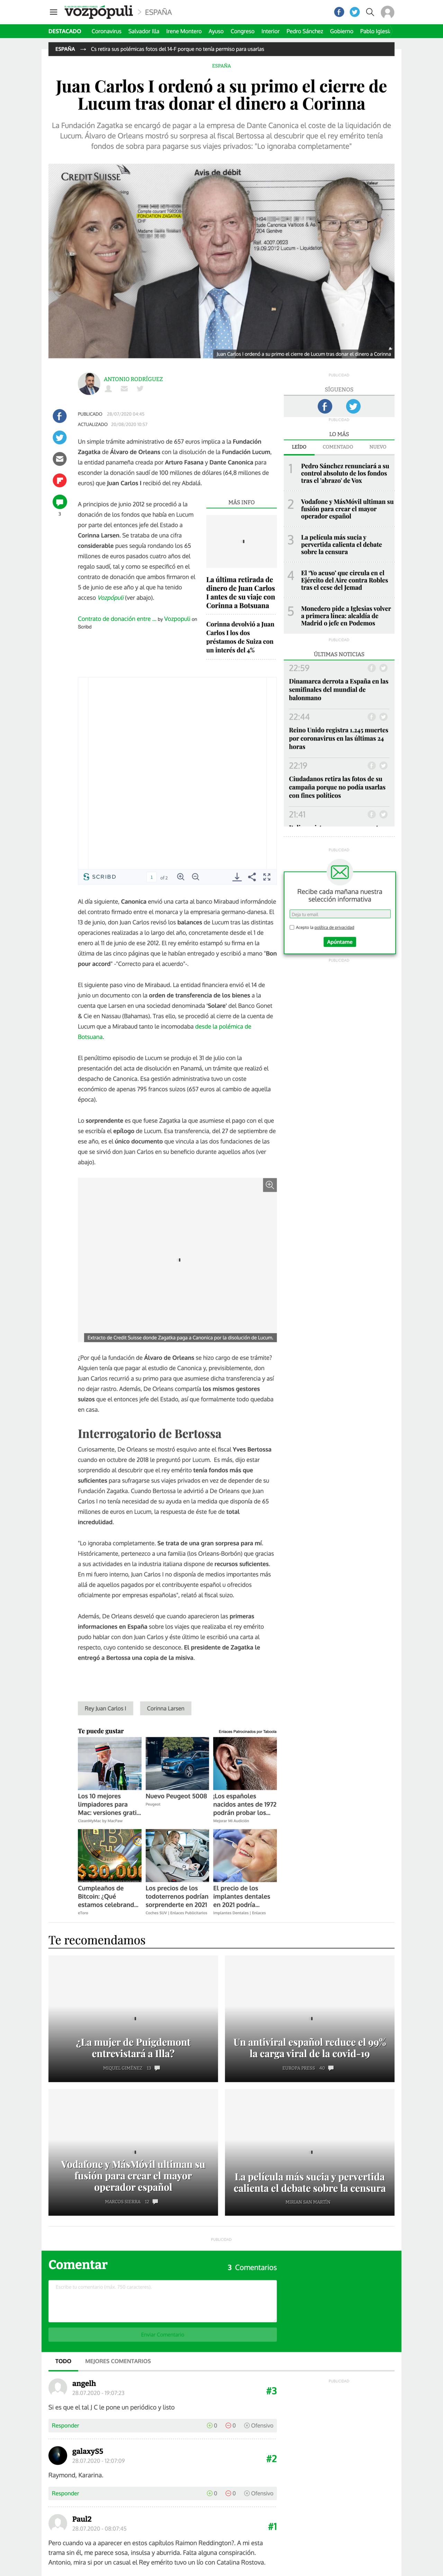 vozpópuli > ESPAÑA
DESTACADO Coronavirus Salvador Illa Irene Montero Ayuso Congreso Interior Pedro Sánchez Gobierno Pablo Iglesi
ESPAÑA → Cs retira sus polémicas fotos del 14-F porque no tenía permiso para usarlas
ESPAÑA
Juan Carlos I ordenó a su primo el cierre de
Lucum tras donar el dinero a Corinna
La Fundación Zagatka se encargó de pagar a la empresa de Dante Canonica el coste de la liquidación de
Lucum. Álvaro de Orleans mostró su sorpresa al fiscal Bertossa al descubrir que el rey emérito tenía
fondos de sobra para pagarse sus viajes privados: "Lo ignoraba completamente"
CREDIT SUISSE
Avis de débit
FONDATION ZAGATKA
Juan Carlos I ordenó a su primo el cierre de Lucum tras donar el dinero a Corinna
ANTONIO RODRÍGUEZ
PUBLICADO 28/07/2020 04:45
ACTUALIZADO 20/08/2020 10:57
3
Un simple trámite administrativo de 657 euros implica a la Fundación
Zagatka de Álvaro de Orleans con la disolución de la Fundación Lucum,
la entidad panameña creada por Arturo Fasana y Dante Canonica para
esconder la donación saudí de 100 millones de dólares (64,8 millones de
euros) que Juan Carlos I recibió del rey Abdalá.
A principios de junio de 2012 se procedió a la
donación de los fondos que había en Lucum
por parte del entonces jefe del Estado a
Corinna Larsen. Se trataba de una cifra
considerable pues seguía rondando los 65
millones de euros pasados cuatro años del
regalo saudí, tal y como se especificó en el
contrato de donación que ambos firmaron el
5 de junio de ese año y al que ha tenido
acceso Vozpópuli (ver abajo).
Contrato de donación entre ... by Vozpopuli on
Scribd
MÁS INFO
La última retirada de
dinero de Juan Carlos
I antes de su viaje con
Corinna a Botsuana
Corinna devolvió a Juan
Carlos I los dos
préstamos de Suiza con
un interés del 4%
SCRIBD 1 of 2
Al día siguiente, Canonica envió una carta al banco Mirabaud informándole
del contrato firmado entre el monarca y la empresaria germano-danesa. El
13 de junio, Juan Carlos I revisó los balances de Lucum tras una serie de
operaciones realizadas a lo largo del año, concretamente desde el 1 de
enero al 11 de junio de ese 2012. El rey emérito estampó su firma en la
última de las cinco páginas que le habían entregado y escribió a mano "Bon
pour accord" -"Correcto para el acuerdo"-.
El siguiente paso vino de Mirabaud. La entidad financiera envió el 14 de
junio un documento con la orden de transferencia de los bienes a la
cuenta que Larsen en una sociedad denominada 'Solare' del Banco Gonet
& Cie en Nassau (Bahamas). Tras ello, se procedió al cierre de la cuenta de
Lucum que a Mirabaud tanto le incomodaba desde la polémica de
Botsuana.
El penúltimo episodio de Lucum se produjo el 31 de julio con la
presentación del acta de disolución en Panamá, un trámite que realizó el
despacho de Canonica. Esa gestión administrativa tuvo un coste
económico de apenas 795 francos suizos (657 euros al cambio de aquella
época).
Lo sorprendente es que fuese Zagatka la que asumiese el pago con el que
se escribía el epílogo de Lucum. Esa transferencia, del 27 de septiembre de
ese año, es el único documento que vincula a las dos fundaciones de las
que se sirvió don Juan Carlos en su beneficio durante aquellos años (ver
abajo).
Extracto de Credit Suisse donde Zagatka paga a Canonica por la disolución de Lucum.
¿Por qué la fundación de Álvaro de Orleans se hizo cargo de ese trámite?
Alguien tenía que pagar al estudio de Canonica y, previsiblemente, don
Juan Carlos recurrió a su primo para que asumiese dicha transferencia y así
no dejar rastro. Además, De Orleans compartía los mismos gestores
suizos que el entonces jefe del Estado, así que formalmente todo quedaba
en casa.
Interrogatorio de Bertossa
Curiosamente, De Orleans se mostró esquivo ante el fiscal Yves Bertossa
cuando en octubre de 2018 le preguntó por Lucum. Es más, dijo estar
sorprendido al descubrir que el rey emérito tenía fondos más que
suficientes para sufragarse sus viajes privados en vez de depender de su
Fundación Zagatka. Cuando Bertossa le advirtió a De Orleans que Juan
Carlos I no tenía necesidad de su ayuda en la medida que disponía de 65
millones de euros en Lucum, la respuesta de éste fue de total
incredulidad.
"Lo ignoraba completamente. Se trata de una gran sorpresa para mí.
Históricamente, pertenezco a una familia (los Orleans-Borbón) que gracias
a sus actividades en la industria italiana dispone de recursos suficientes.
En mi fuero interno, Juan Carlos I no disponía de medios importantes más
allá de aquellos pagados por el contribuyente español u ofrecidos
oficialmente por empresas españolas", relató al fiscal suizo.
Además, De Orleans desveló que cuando aparecieron las primeras
informaciones en España sobre los viajes que realizaba el rey emérito
pudo hablar con don Juan Carlos y éste último le escribió una carta al
respecto, cuyo contenido se desconoce. El presidente de Zagatka le
entregó a Bertossa una copia de la misiva.
Rey Juan Carlos I Corinna Larsen
Te puede gustar
Enlaces Patrocinados por Taboola
Los 10 mejores
limpiadores para
Mac: versiones grati...
CleanMyMac by MacPaw
Nuevo Peugeot 5008
Peugeot
¡Los españoles
nacidos antes de 1972
podrán probar los...
Mejorar Mi Audición
$30,000
Cumpleaños de
Bitcoin: ¿Qué
estamos celebrand...
eToro
Los precios de los
todoterrenos podrían
sorprenderte en 2021
Coches SUV | Enlaces Publicitarios
El precio de los
implantes dentales
en 2021 podría...
Implantes Dentales | Enlaces
PUBLICIDAD
SÍGUENOS
PUBLICIDAD
LO MÁS
LEÍDO COMENTADO NUEVO
1 Pedro Sánchez renunciará a su
control absoluto de los fondos
tras el 'abrazo' de Vox
2 Vodafone y MásMóvil ultiman su
fusión para crear el mayor
operador español
3 La película más sucia y
pervertida calienta el debate
sobre la censura
4 El 'Yo acuso' que circula en el
Ejército del Aire contra Robles
tras el cese del Jemad
5 Monedero pide a Iglesias volver
a primera línea: alcaldía de
Madrid o jefe en Podemos
PUBLICIDAD
ÚLTIMAS NOTICIAS
22:59
Dinamarca derrota a España en las
semifinales del mundial de
balonmano
22:44
Reino Unido registra 1.245 muertes
por coronavirus en las últimas 24
horas
22:19
Ciudadanos retira las fotos de su
campaña porque no podía usarlas
con fines políticos
21:41
PUBLICIDAD
Recibe cada mañana nuestra
selección informativa
Deja tu email
Acepto la política de privacidad
Apúntame
PUBLICIDAD
Te recomendamos
¿La mujer de Puigdemont
entrevistará a Illa?
MIQUEL GIMÉNEZ 33
Un antiviral español reduce el 99%
la carga viral de la covid-19
EUROPA PRESS 40
Vodafone y MásMóvil ultiman su
fusión para crear el mayor
operador español
MARCOS SIERRA 12
La película más sucia y pervertida
calienta el debate sobre la censura
MIRIAM SAN MARTÍN
PUBLICIDAD
Comentar
3 Comentarios
Escribe tu comentario (máx. 700 caracteres)
Enviar Comentario
TODO MEJORES COMENTARIOS
PUBLICIDAD
angelh
28.07.2020 - 19:07:23
#3
Si es que el tal J C le pone un periódico y listo
Responder 0 0 Ofensivo
galaxyS5
28.07.2020 - 12:07:09
#2
Raymond, Kararina.
Responder 0 0 Ofensivo
Paul2
28.07.2020 - 08:07:45
#1
Pero cuando va a aparecer en estos capítulos Raimon Reddington?. A mi esta
trama sin él, me parece sosa, insulsa y aburrida. Falta alguna conspiración.
Antonio, mira si por un casual el Rey emérito tuvo un lío con Catalina Rostova.